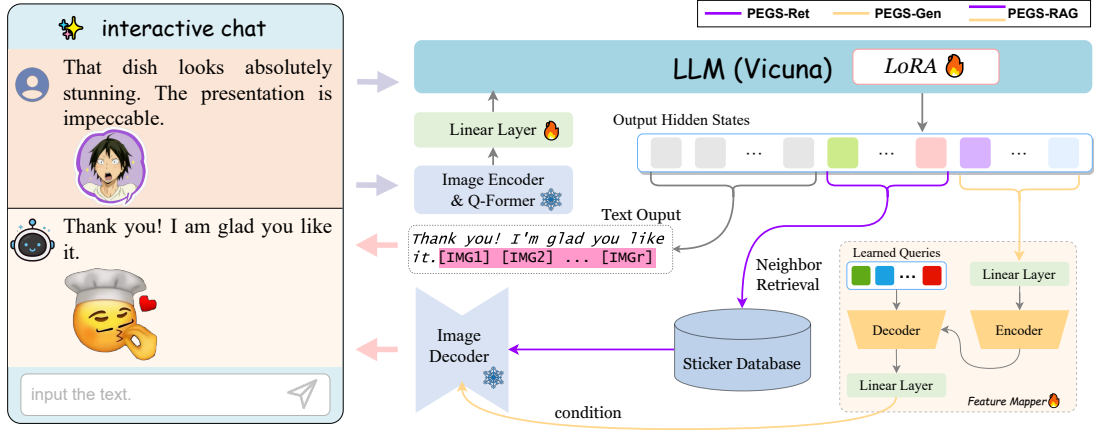 PEGS-Ret PEGS-Gen PEGS-RAG
interactive chat
That dish looks absolutely
stunning. The presentation is
impeccable.
Thank you! I am glad you like
it.
input the text.
LLM (Vicuna) LoRA
Linear Layer
Image Encoder
& Q-Former
Output Hidden States
... ... ...
Text Ouput
Thank you! I'm glad you like
it.[IMG1] [IMG2] ... [IMGr]
Neighbor
Retrieval
Image
Decoder
Sticker Database
condition
Learned Queries
...
Linear Layer
Decoder
Encoder
Linear Layer
Feature Mapper